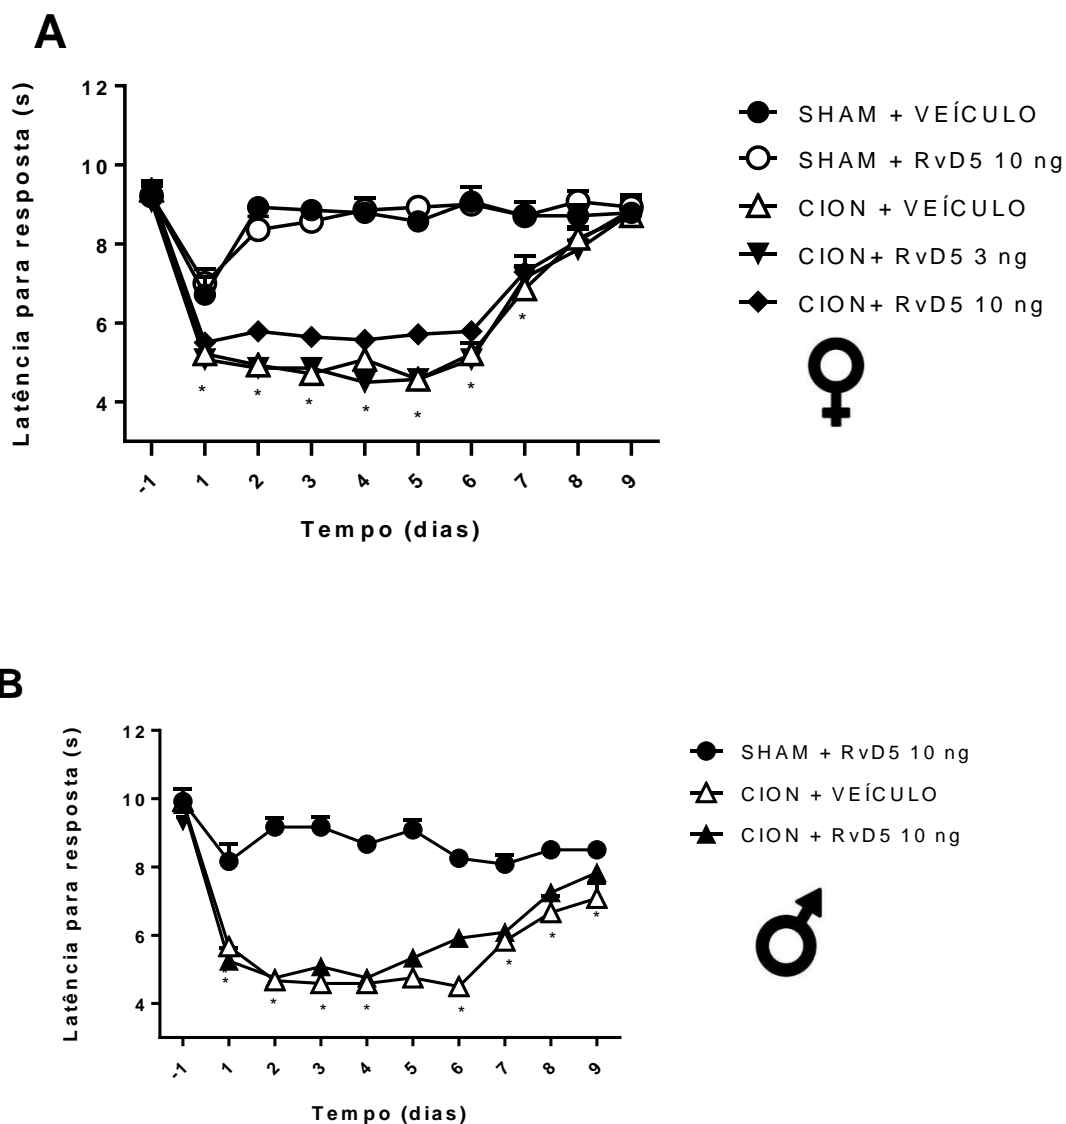 A
Latência para resposta (s)
12
10
8
6
4
-1 1 2 3 4 5 6 7 8 9
Tempo (dias)
* * * * * * *
SHAM + VEÍCULO
SHAM + RvD5 10 ng
CION + VEÍCULO
CION+ RvD5 3 ng
CION+ RvD5 10 ng
B
Latência para resposta (s)
12
10
8
6
4
-1 1 2 3 4 5 6 7 8 9
Tempo (dias)
* * * * * * * * *
SHAM + RvD5 10 ng
CION + VEÍCULO
CION + RvD5 10 ng